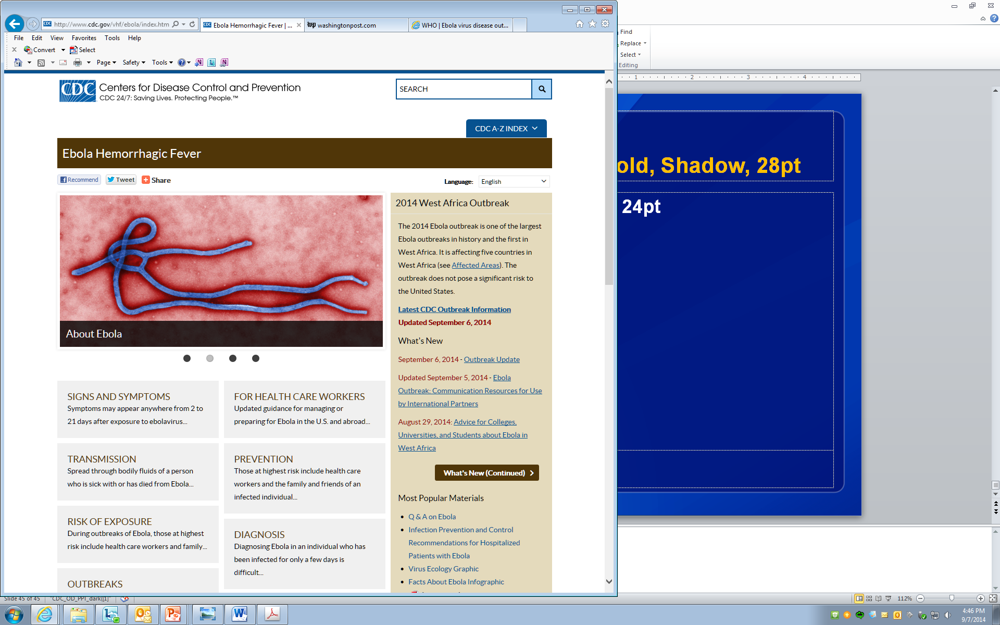 http://www.cdc.gov/vhf/ebola/index.htm
Ebola Hemorrhagic Fever | ...
washingtonpost.com
WHO | Ebola virus disease out...
File Edit View Favorites Tools Help
Convert Select
Page Safety Tools
CDC
Centers for Disease Control and Prevention
CDC 24/7: Saving Lives. Protecting People.™
SEARCH
CDC A-Z INDEX
Ebola Hemorrhagic Fever
Recommend Tweet Share
Language: English
About Ebola
SIGNS AND SYMPTOMS
Symptoms may appear anywhere from 2 to
21 days after exposure to ebolavirus...
TRANSMISSION
Spread through bodily fluids of a person
who is sick with or has died from Ebola...
RISK OF EXPOSURE
During outbreaks of Ebola, those at highest
risk include health care workers and family...
OUTBREAKS
FOR HEALTH CARE WORKERS
Updated guidance for managing or
preparing for Ebola in the U.S. and abroad...
PREVENTION
Those at highest risk include health care
workers and the family and friends of an
infected individual...
DIAGNOSIS
Diagnosing Ebola in an individual who has
been infected for only a few days is
difficult...
2014 West Africa Outbreak
The 2014 Ebola outbreak is one of the largest
Ebola outbreaks in history and the first in
West Africa. It is affecting five countries in
West Africa (see Affected Areas). The
outbreak does not pose a significant risk to
the United States.
Latest CDC Outbreak Information
Updated September 6, 2014
What's New
September 6, 2014 - Outbreak Update
Updated September 5, 2014 - Ebola
Outbreak: Communication Resources for Use
by International Partners
August 29, 2014: Advice for Colleges,
Universities, and Students about Ebola in
West Africa
What's New (Continued)
Most Popular Materials
• Q & A on Ebola
• Infection Prevention and Control
Recommendations for Hospitalized
Patients with Ebola
• Virus Ecology Graphic
• Facts About Ebola Infographic
Find
Replace
Select
Editing
1 2 3 4
old, Shadow, 28pt
24pt
Slide 45 of 45 "CDC_OD_PPT_dark([1]"
112%
4:46 PM
9/7/2014